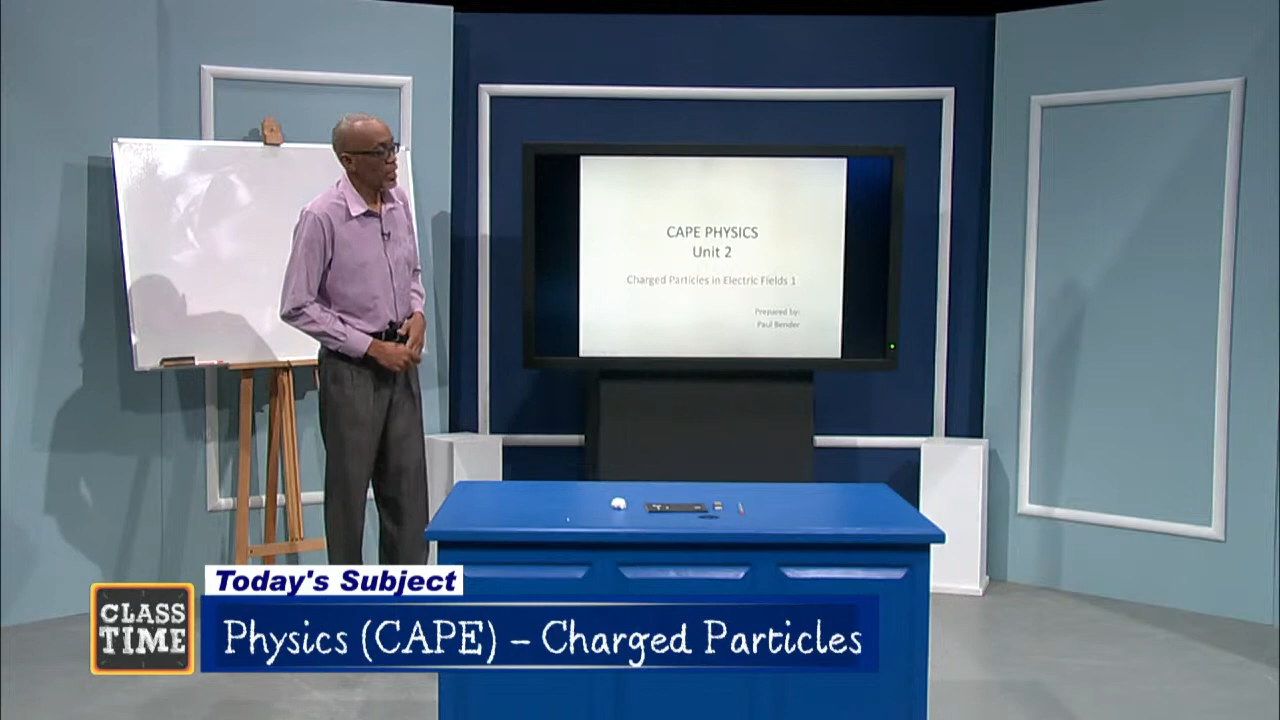 CAPE PHYSICS
Unit 2
Charged Particles in Electric Fields 1
Prepared by:
Paul Bender
Today's Subject
CLASS
TIME
Physics (CAPE) – Charged Particles